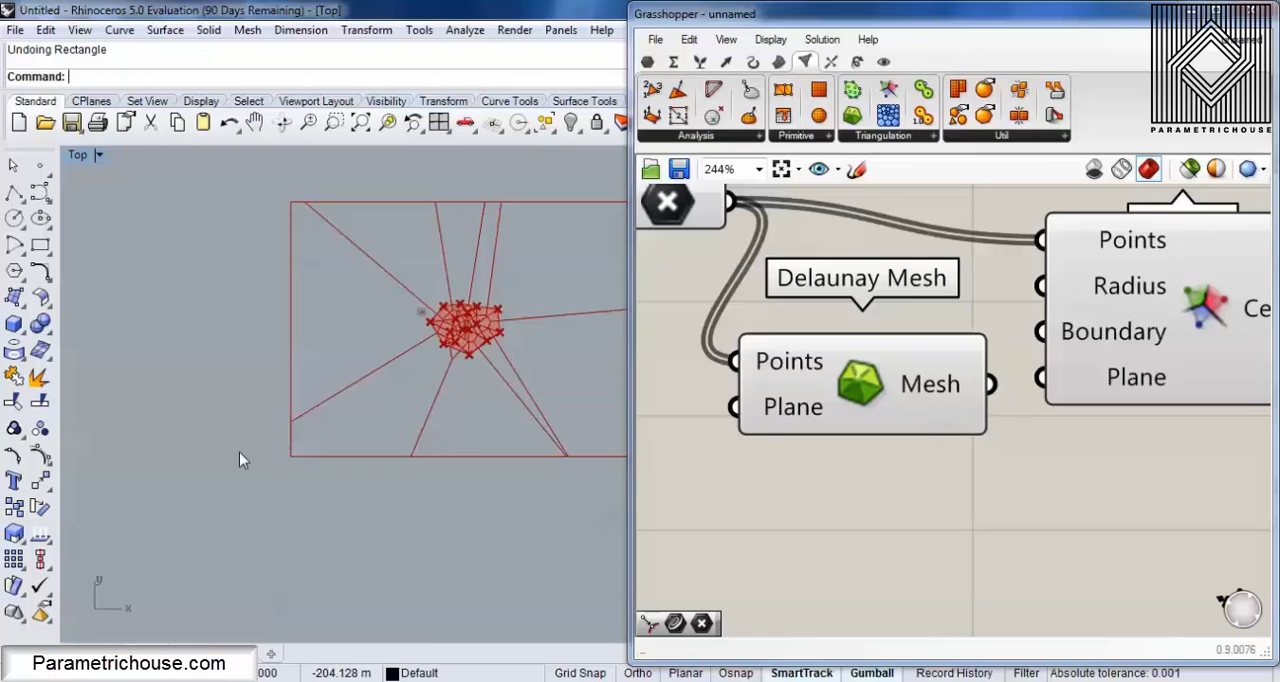 Untitled - Rhinoceros 5.0 Evaluation (90 Days Remaining) - [Top]
File Edit View Curve Surface Solid Mesh Dimension Transform Tools Analyze Render Panels Help
Undoing Rectangle
Command:
Standard CPlanes Set View Display Select Viewport Layout Visibility Transform Curve Tools Surface Tools
Top
000 -204.128 m Default Grid Snap Ortho Planar Osnap SmartTrack Gumball Record History Filter Absolute tolerance: 0.001
Parametrichouse.com
Grasshopper - unnamed
File Edit View Display Solution Help
Analysis Primitive Triangulation Util
244%
Delaunay Mesh
Points
Plane
Mesh
Points
Radius
Boundary
Plane
Ce
0.9.0076
PARAMETRICHOUSE